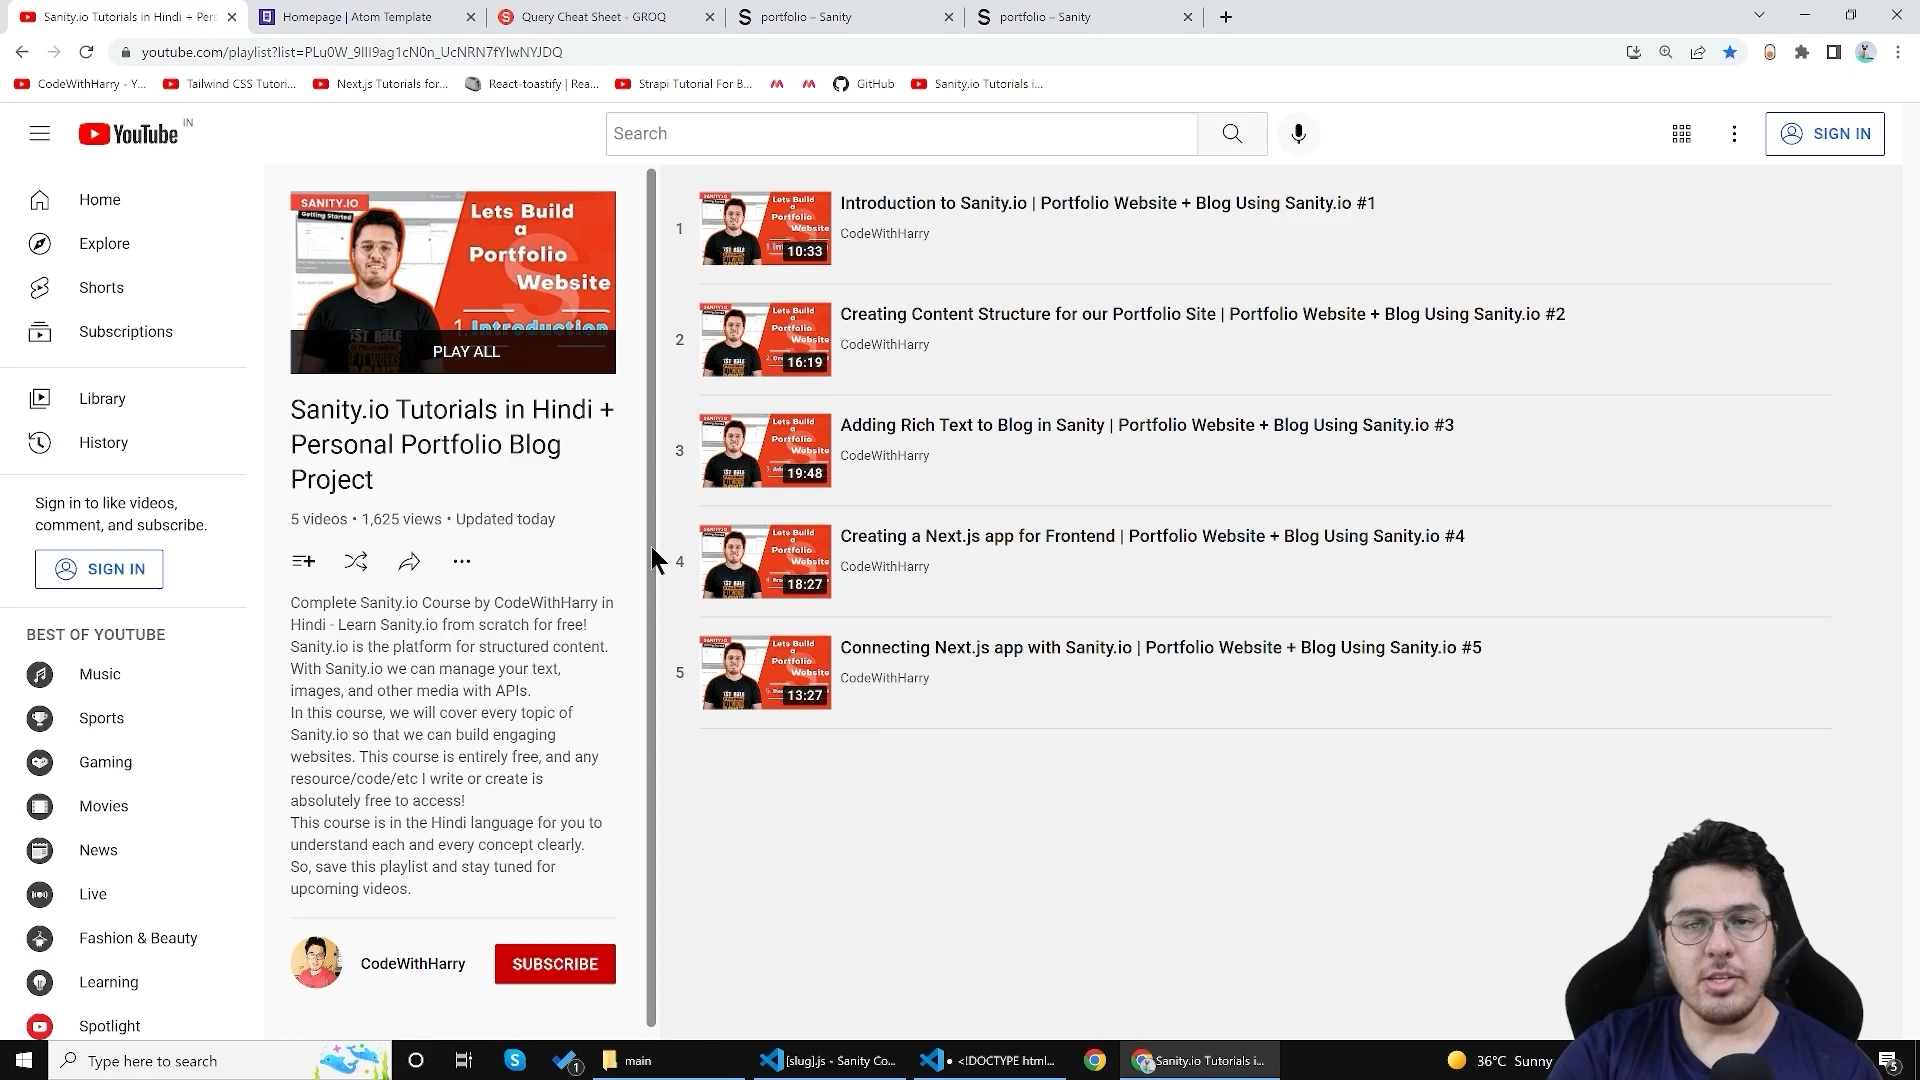 Sanity.io Tutorials in Hindi + Pers
Homepage | Atom Template
Query Cheat Sheet - GROQ
portfolio – Sanity
portfolio – Sanity
CodeWithHarry - Y...
Tailwind CSS Tutori...
Next.js Tutorials for...
React-toastify | Rea...
Strapi Tutorial For B...
GitHub
Sanity.io Tutorials i...
YouTube IN
Search
SIGN IN
Home
Explore
Shorts
Subscriptions
Library
History
Sign in to like videos,
comment, and subscribe.
SIGN IN
BEST OF YOUTUBE
Music
Sports
Gaming
Movies
News
Live
Fashion & Beauty
Learning
Spotlight
SANITY.IO
Getting Started
Lets Build
a
Portfolio
Website
1. Introduction
PLAY ALL
Sanity.io Tutorials in Hindi +
Personal Portfolio Blog
Project
5 videos • 1,625 views • Updated today
Complete Sanity.io Course by CodeWithHarry in
Hindi - Learn Sanity.io from scratch for free!
Sanity.io is the platform for structured content.
With Sanity.io we can manage your text,
images, and other media with APIs.
In this course, we will cover every topic of
Sanity.io so that we can build engaging
websites. This course is entirely free, and any
resource/code/etc I write or create is
absolutely free to access!
This course is in the Hindi language for you to
understand each and every concept clearly.
So, save this playlist and stay tuned for
upcoming videos.
CodeWithHarry
SUBSCRIBE
1
10:33
Introduction to Sanity.io | Portfolio Website + Blog Using Sanity.io #1
CodeWithHarry
2
16:19
Creating Content Structure for our Portfolio Site | Portfolio Website + Blog Using Sanity.io #2
CodeWithHarry
3
19:48
Adding Rich Text to Blog in Sanity | Portfolio Website + Blog Using Sanity.io #3
CodeWithHarry
4
18:27
Creating a Next.js app for Frontend | Portfolio Website + Blog Using Sanity.io #4
CodeWithHarry
5
13:27
Connecting Next.js app with Sanity.io | Portfolio Website + Blog Using Sanity.io #5
CodeWithHarry
Type here to search
1
main
[slug].js - Sanity Co...
• <!DOCTYPE html...
Sanity.io Tutorials i...
36°C Sunny
5